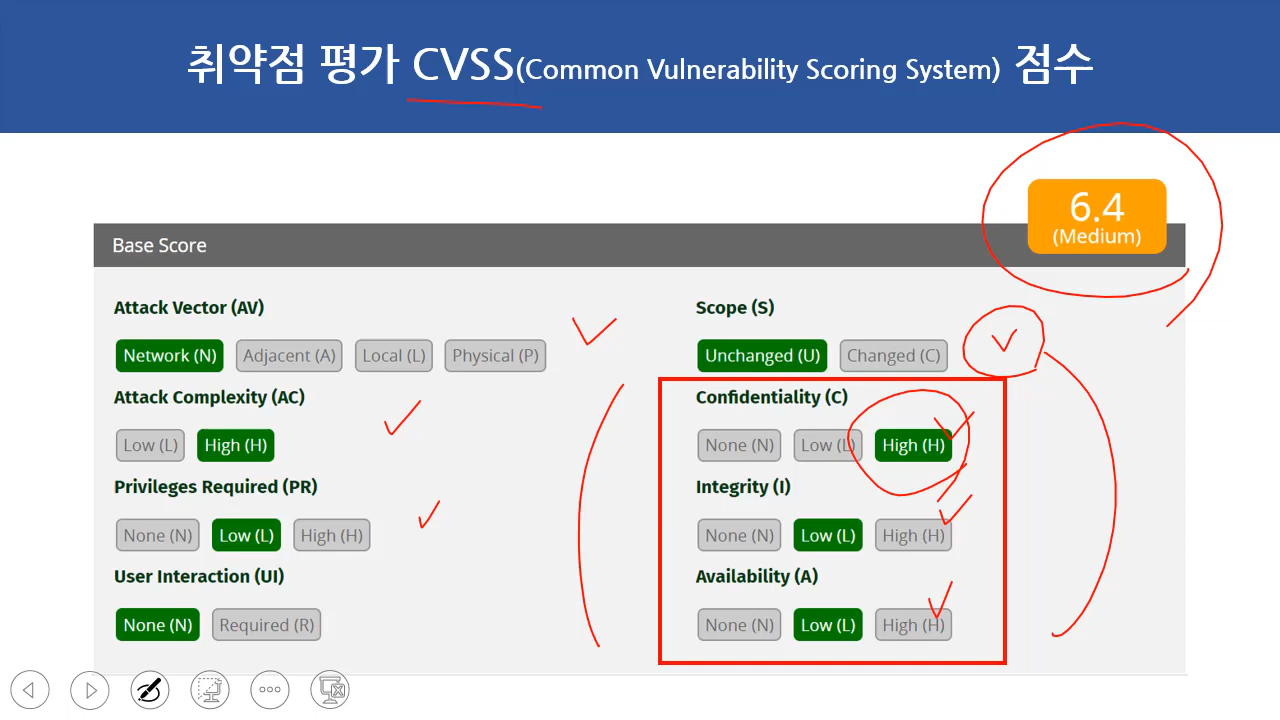 취약점 평가 CVSS(Common Vulnerability Scoring System) 점수
6.4
(Medium)
Base Score
Attack Vector (AV)
Network (N) Adjacent (A) Local (L) Physical (P)
Attack Complexity (AC)
Low (L) High (H)
Privileges Required (PR)
None (N) Low (L) High (H)
User Interaction (UI)
None (N) Required (R)
Scope (S)
Unchanged (U) Changed (C)
Confidentiality (C)
None (N) Low (L) High (H)
Integrity (I)
None (N) Low (L) High (H)
Availability (A)
None (N) Low (L) High (H)